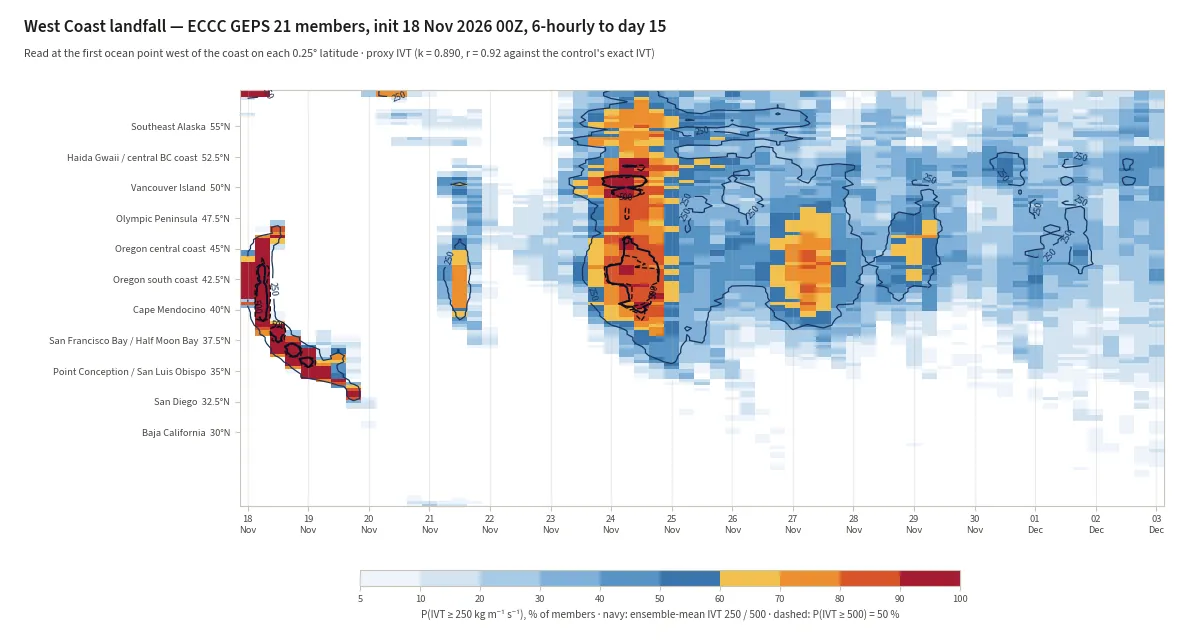 West Coast landfall — ECCC GEPS 21 members, init 18 Nov 2026 00Z, 6-hourly to day 15
Read at the first ocean point west of the coast on each 0.25° latitude · proxy IVT (k = 0.890, r = 0.92 against the control's exact IVT)
Southeast Alaska 55°N
Haida Gwaii / central BC coast 52.5°N
Vancouver Island 50°N
Olympic Peninsula 47.5°N
Oregon central coast 45°N
Oregon south coast 42.5°N
Cape Mendocino 40°N
San Francisco Bay / Half Moon Bay 37.5°N
Point Conception / San Luis Obispo 35°N
San Diego 32.5°N
Baja California 30°N
18 19 20 21 22 23 24 25 26 27 28 29 30 01 02 03
Nov Nov Nov Nov Nov Nov Nov Nov Nov Nov Nov Nov Nov Dec Dec Dec
5 10 20 30 40 50 60 70 80 90 100
P(IVT ≥ 250 kg m⁻¹ s⁻¹), % of members · navy: ensemble-mean IVT 250 / 500 · dashed: P(IVT ≥ 500) = 50 %